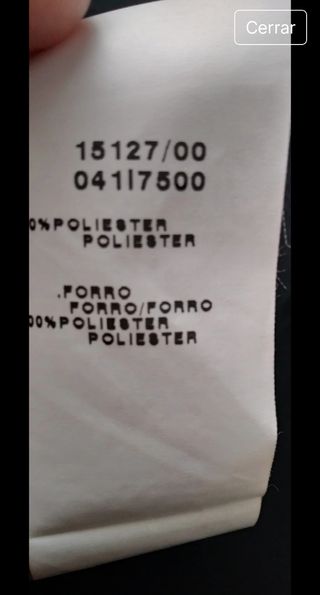 Cerrar
15127/00
041I7500
0%POLIESTER
POLIESTER
.FORRO
FORRO/FORRO
00%POLIESTER
POLIESTER